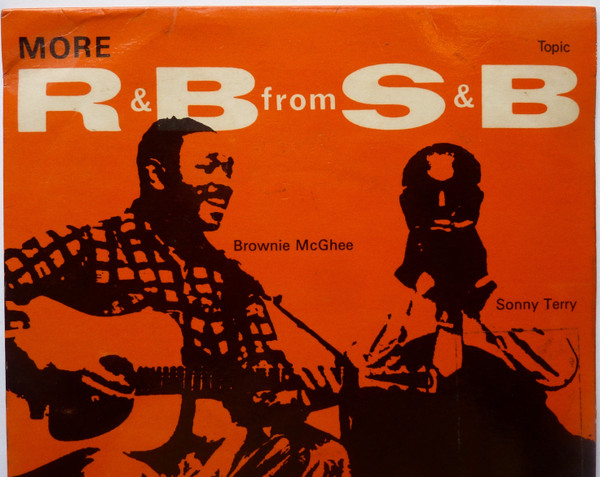 MORE
Topic
R&B from S&B
Brownie McGhee
Sonny Terry